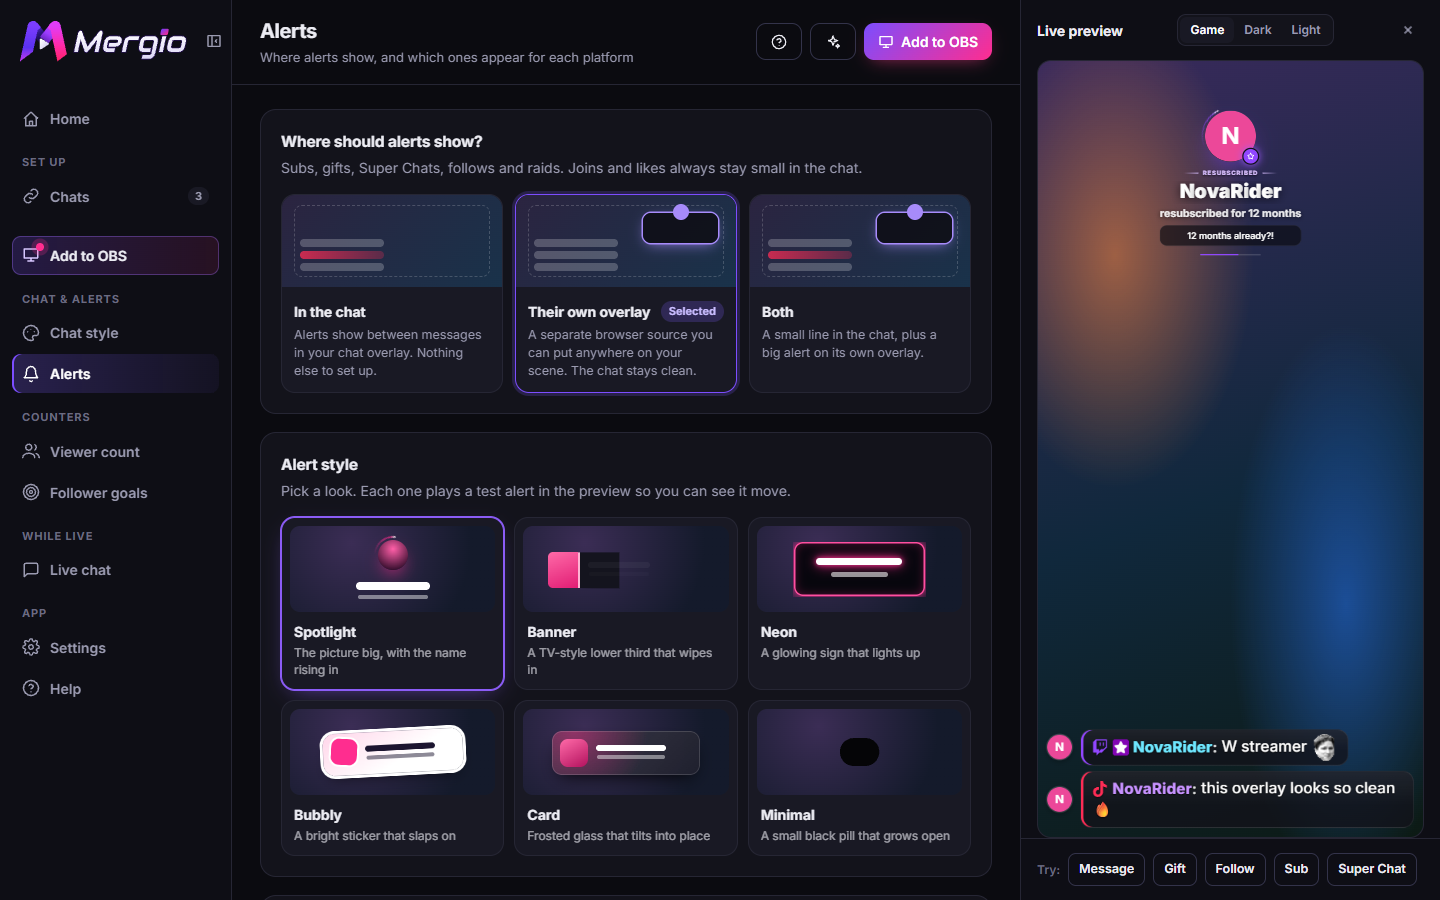 Mergio
Home
SET UP
Chats
3
Add to OBS
CHAT & ALERTS
Chat style
Alerts
COUNTERS
Viewer count
Follower goals
WHILE LIVE
Live chat
APP
Settings
Help
Alerts
Where alerts show, and which ones appear for each platform
Add to OBS
Where should alerts show?
Subs, gifts, Super Chats, follows and raids. Joins and likes always stay small in the chat.
In the chat
Alerts show between messages
in your chat overlay. Nothing
else to set up.
Their own overlay
Selected
A separate browser source you
can put anywhere on your
scene. The chat stays clean.
Both
A small line in the chat, plus a
big alert on its own overlay.
Alert style
Pick a look. Each one plays a test alert in the preview so you can see it move.
Spotlight
The picture big, with the name
rising in
Banner
A TV-style lower third that wipes
in
Neon
A glowing sign that lights up
Bubbly
A bright sticker that slaps on
Card
Frosted glass that tilts into place
Minimal
A small black pill that grows open
Live preview
Game
Dark
Light
N
RESUBSCRIBED
NovaRider
resubscribed for 12 months
12 months already?!
N
NovaRider: W streamer
N
NovaRider: this overlay looks so clean
Try:
Message
Gift
Follow
Sub
Super Chat